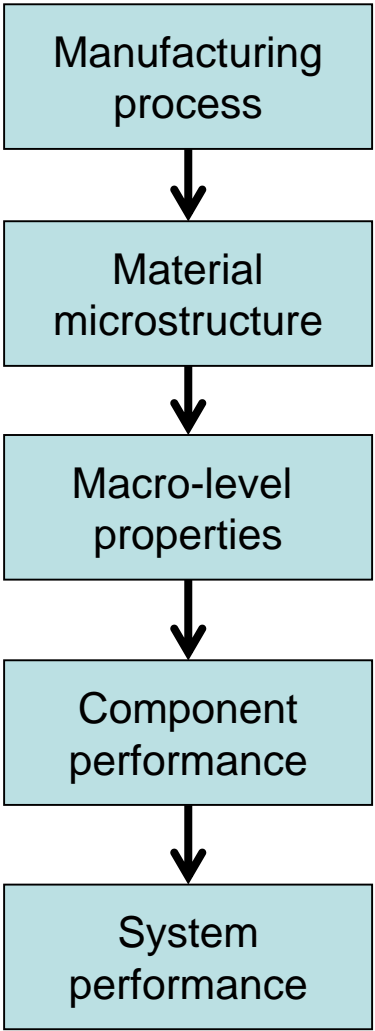 Manufacturing
process
Material
microstructure
Macro-level
properties
Component
performance
System
performance